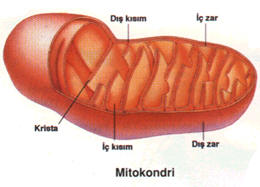 Dış kısım
İç zar
Krista
İç kısım
Dış zar
Mitokondri